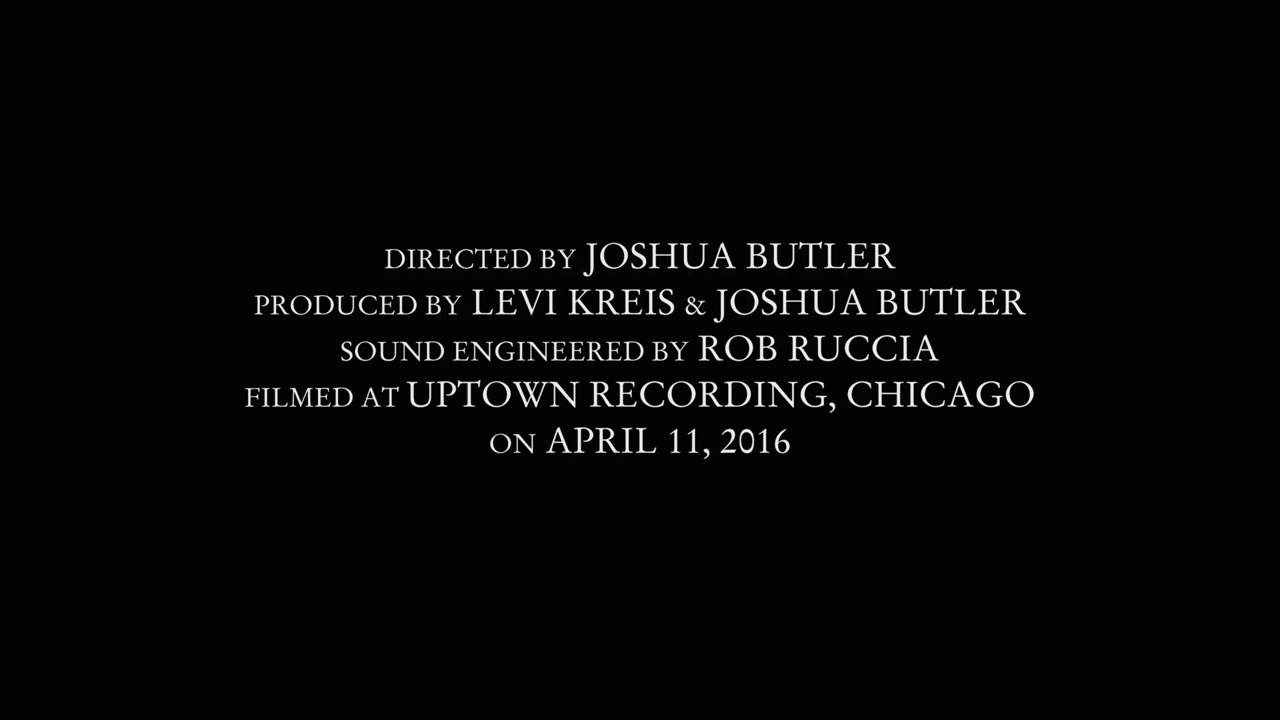 DIRECTED BY JOSHUA BUTLER
PRODUCED BY LEVI KREIS & JOSHUA BUTLER
SOUND ENGINEERED BY ROB RUCCIA
FILMED AT UPTOWN RECORDING, CHICAGO
ON APRIL 11, 2016